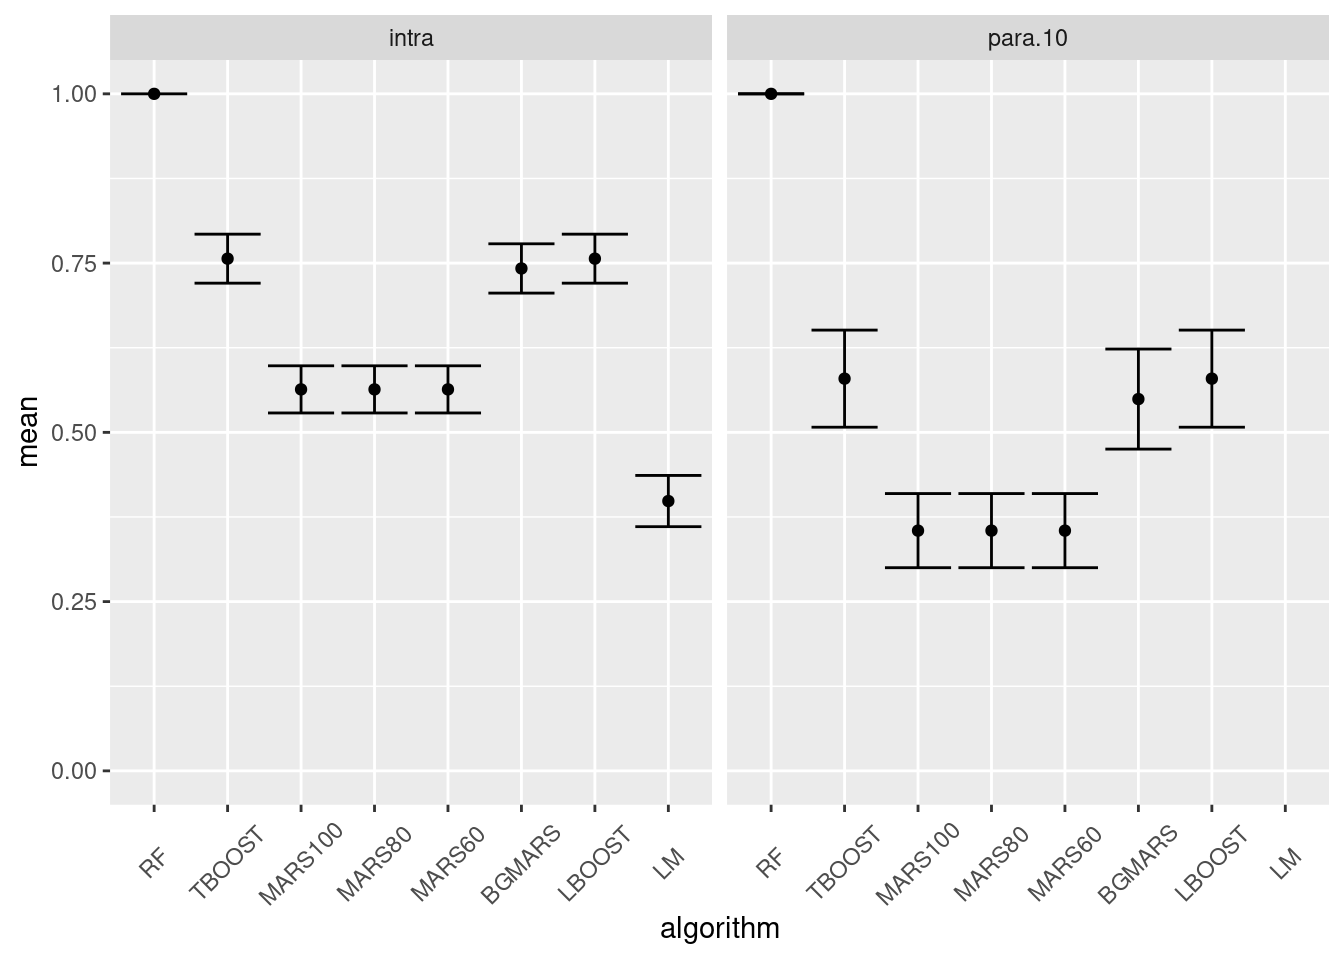 intra
para.10
1.00
0.75
0.50
0.25
0.00
mean
RF
TBOOST
MARS100
MARS80
MARS60
BGMARS
LBOOST
LM
RF
TBOOST
MARS100
MARS80
MARS60
BGMARS
LBOOST
LM
algorithm